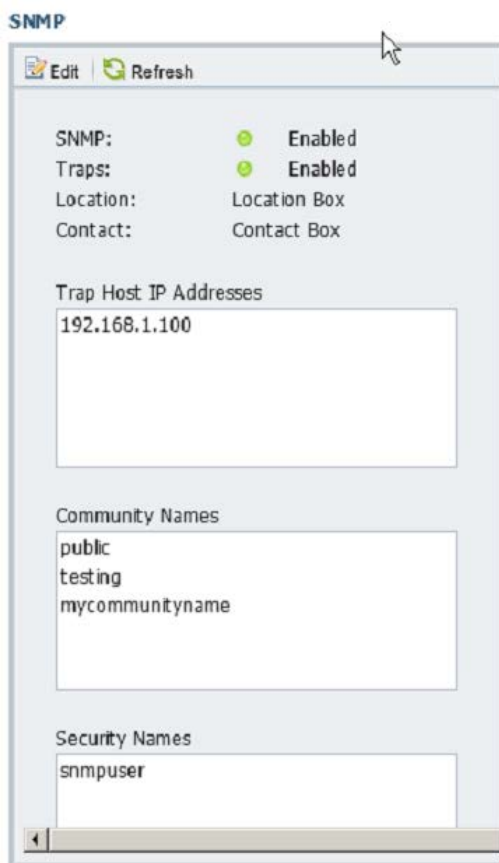 SNMP
Edit Refresh
SNMP: Enabled
Traps: Enabled
Location: Location Box
Contact: Contact Box
Trap Host IP Addresses
192.168.1.100
Community Names
public
testing
mycommunityname
Security Names
snmpuser